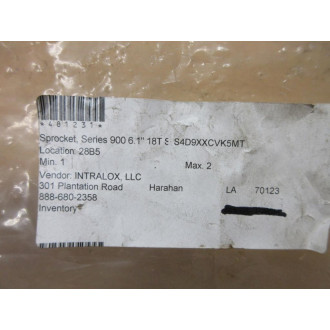 *481231*
Sprocket, Series 900 6.1" 18T S S4D9XXCVK5MT
Location: 28B5
Min. 1 Max. 2
Vendor: INTRALOX, LLC
301 Plantation Road Harahan LA 70123
888-680-2358
Inventory